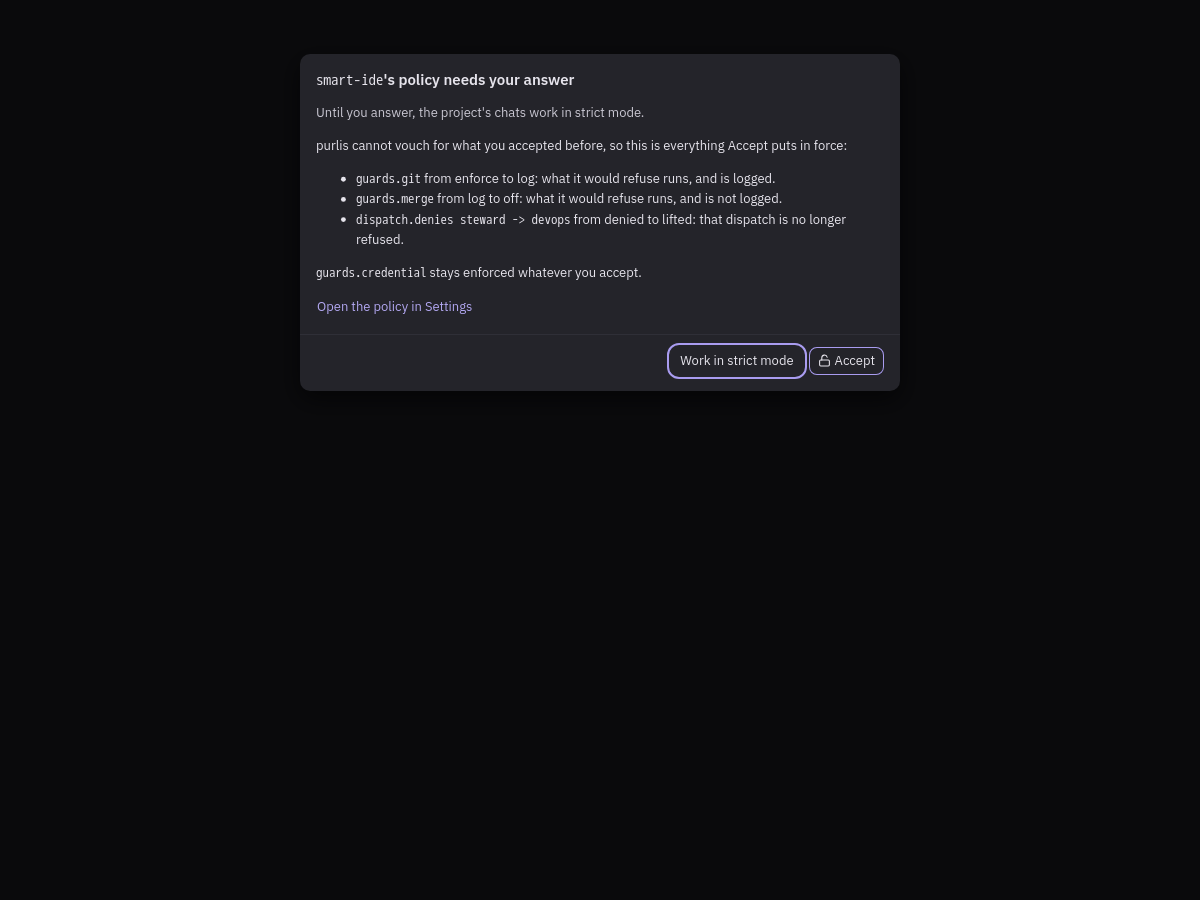 smart-ide's policy needs your answer
Until you answer, the project's chats work in strict mode.
purlis cannot vouch for what you accepted before, so this is everything Accept puts in force:
• guards.git from enforce to log: what it would refuse runs, and is logged.
• guards.merge from log to off: what it would refuse runs, and is not logged.
• dispatch.denies steward -> devops from denied to lifted: that dispatch is no longer
refused.
guards.credential stays enforced whatever you accept.
Open the policy in Settings
Work in strict mode
Accept